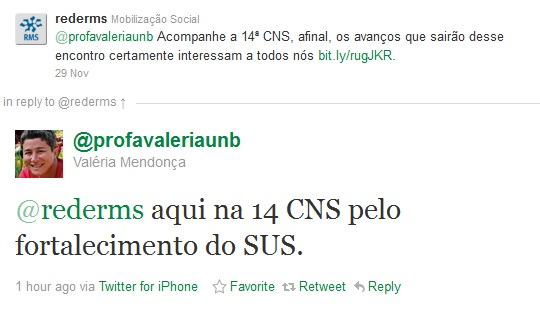 rederms Mobilização Social
RMS
@profavaleriaunb Acompanhe a 14ª CNS, afinal, os avanços que sairão desse
encontro certamente interessam a todos nós bit.ly/rugJKR.
29 Nov
in reply to @rederms ↑
@profavaleriaunb
Valéria Mendonça
@rederms aqui na 14 CNS pelo
fortalecimento do SUS.
1 hour ago via Twitter for iPhone Favorite Retweet Reply